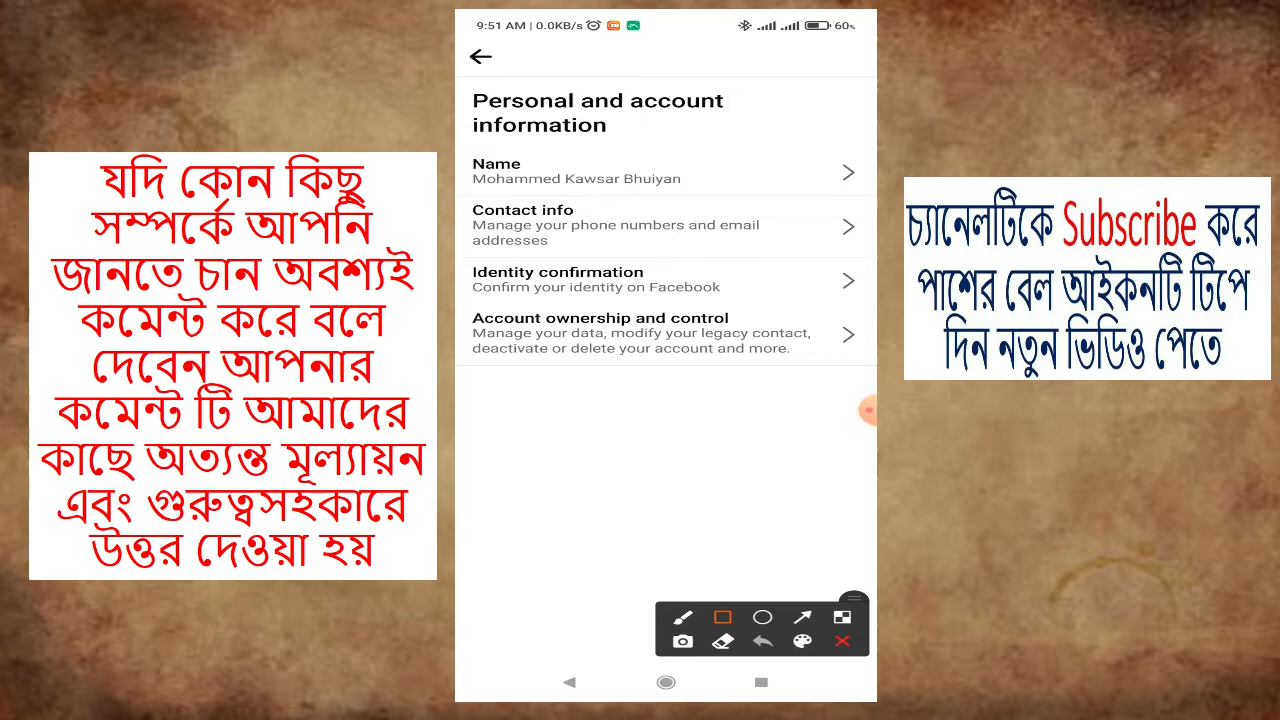 যদি কোন কিছু
সম্পর্কে আপনি
জানতে চান অবশ্যই
কমেন্ট করে বলে
দেবেন আপনার
কমেন্ট টি আমাদের
কাছে অত্যন্ত মূল্যায়ন
এবং গুরুত্বসহকারে
উত্তর দেওয়া হয়
9:51 AM | 0.0KB/s
60%
Personal and account
information
Name
Mohammed Kawsar Bhuiyan
Contact info
Manage your phone numbers and email
addresses
Identity confirmation
Confirm your identity on Facebook
Account ownership and control
Manage your data, modify your legacy contact,
deactivate or delete your account and more.
চ্যানেলটিকে Subscribe করে
পাশের বেল আইকনটি টিপে
দিন নতুন ভিডিও পেতে